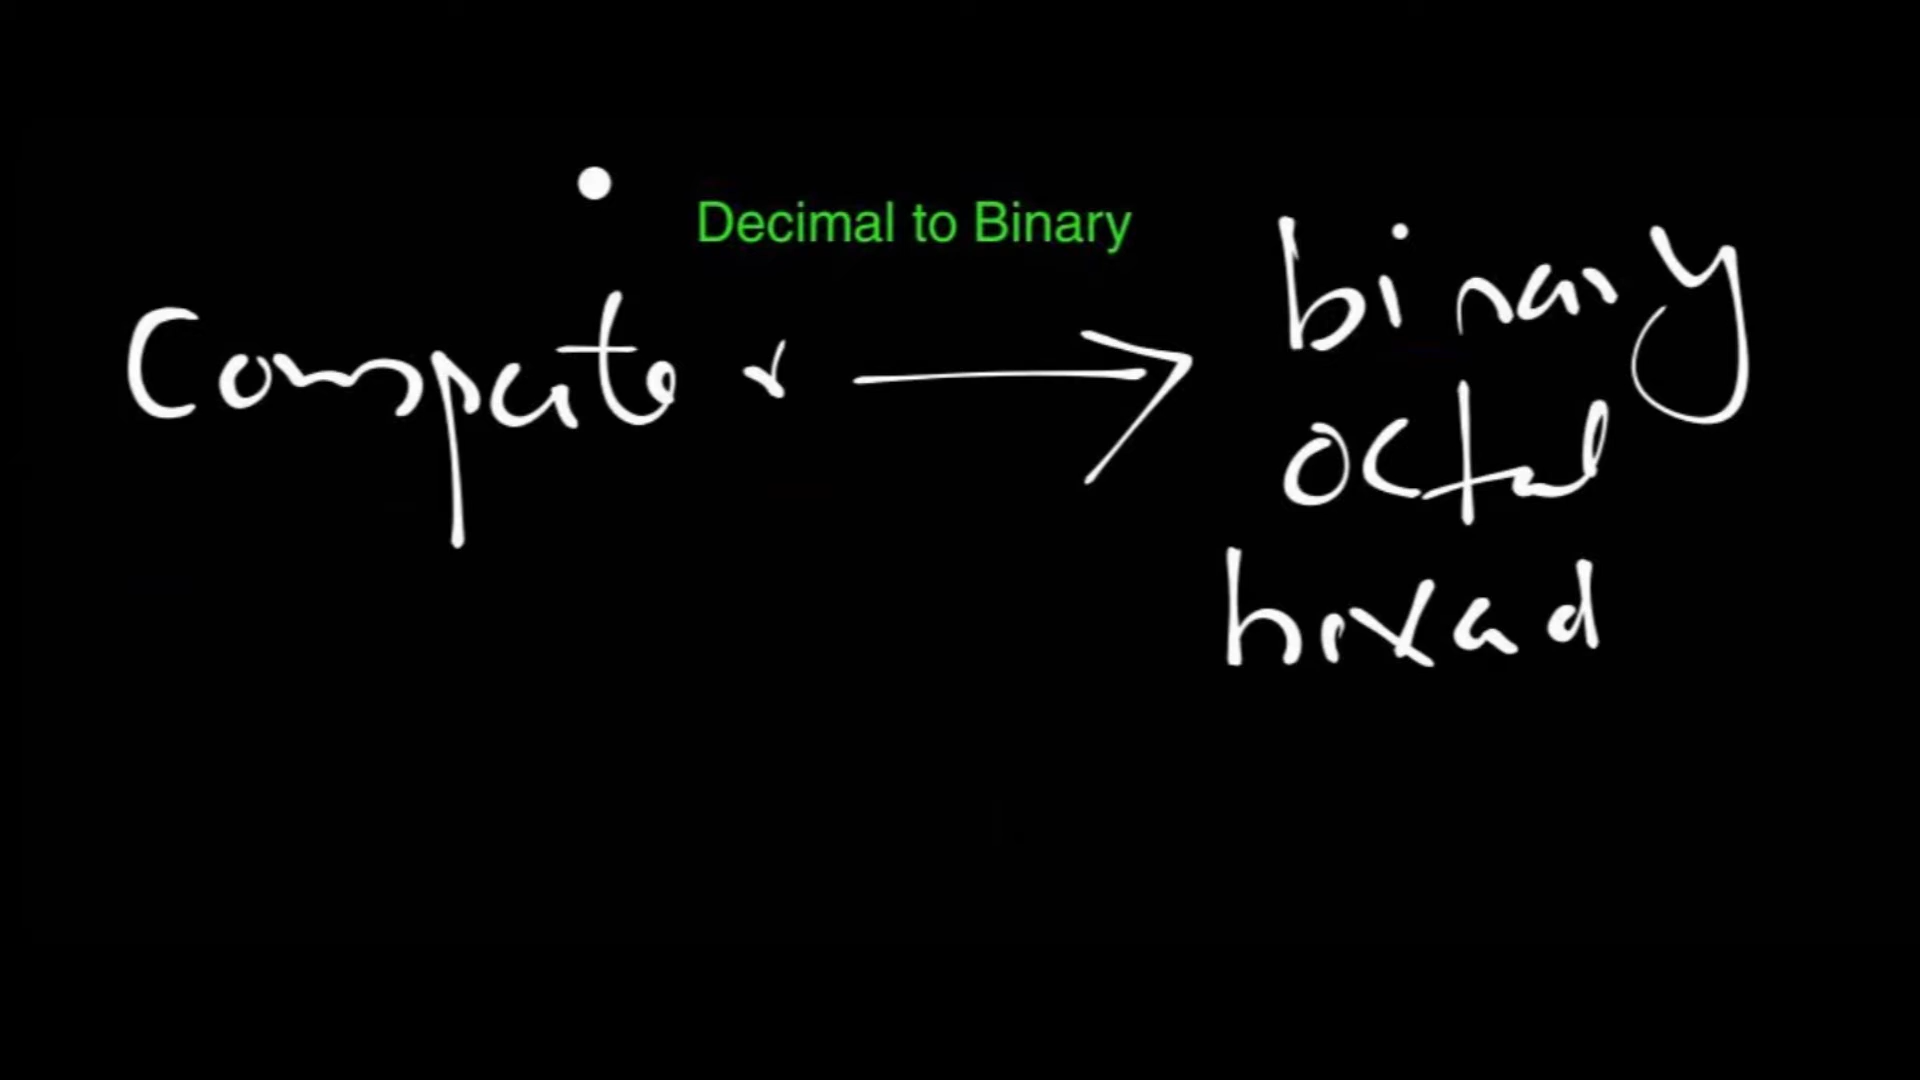 Decimal to Binary
Computer → binary
octal
hexad